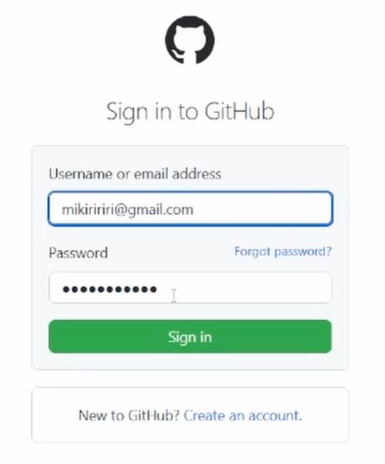 Sign in to GitHub
Username or email address
mikiririri@gmail.com
Password Forgot password?
•••••••••••
Sign in
New to GitHub? Create an account.